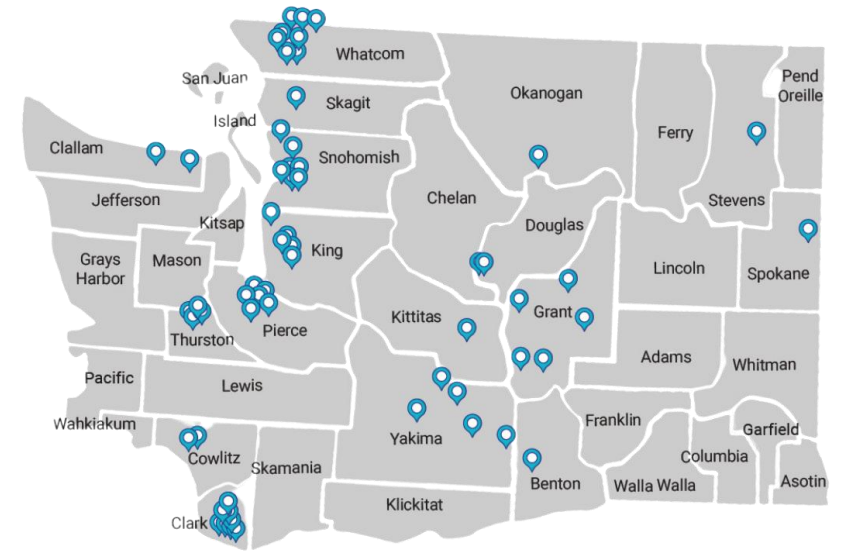 Whatcom
San Juan
Skagit
Island
Okanogan
Pend
Oreille
Ferry
Clallam
Snohomish
Stevens
Jefferson
Chelan
Kitsap
Douglas
King
Grays
Harbor
Mason
Lincoln
Spokane
Kittitas
Grant
Pierce
Thurston
Adams
Whitman
Pacific
Lewis
Wahkiakum
Franklin
Garfield
Yakima
Cowlitz
Skamania
Columbia
Benton
Walla Walla
Asotin
Klickitat
Clark